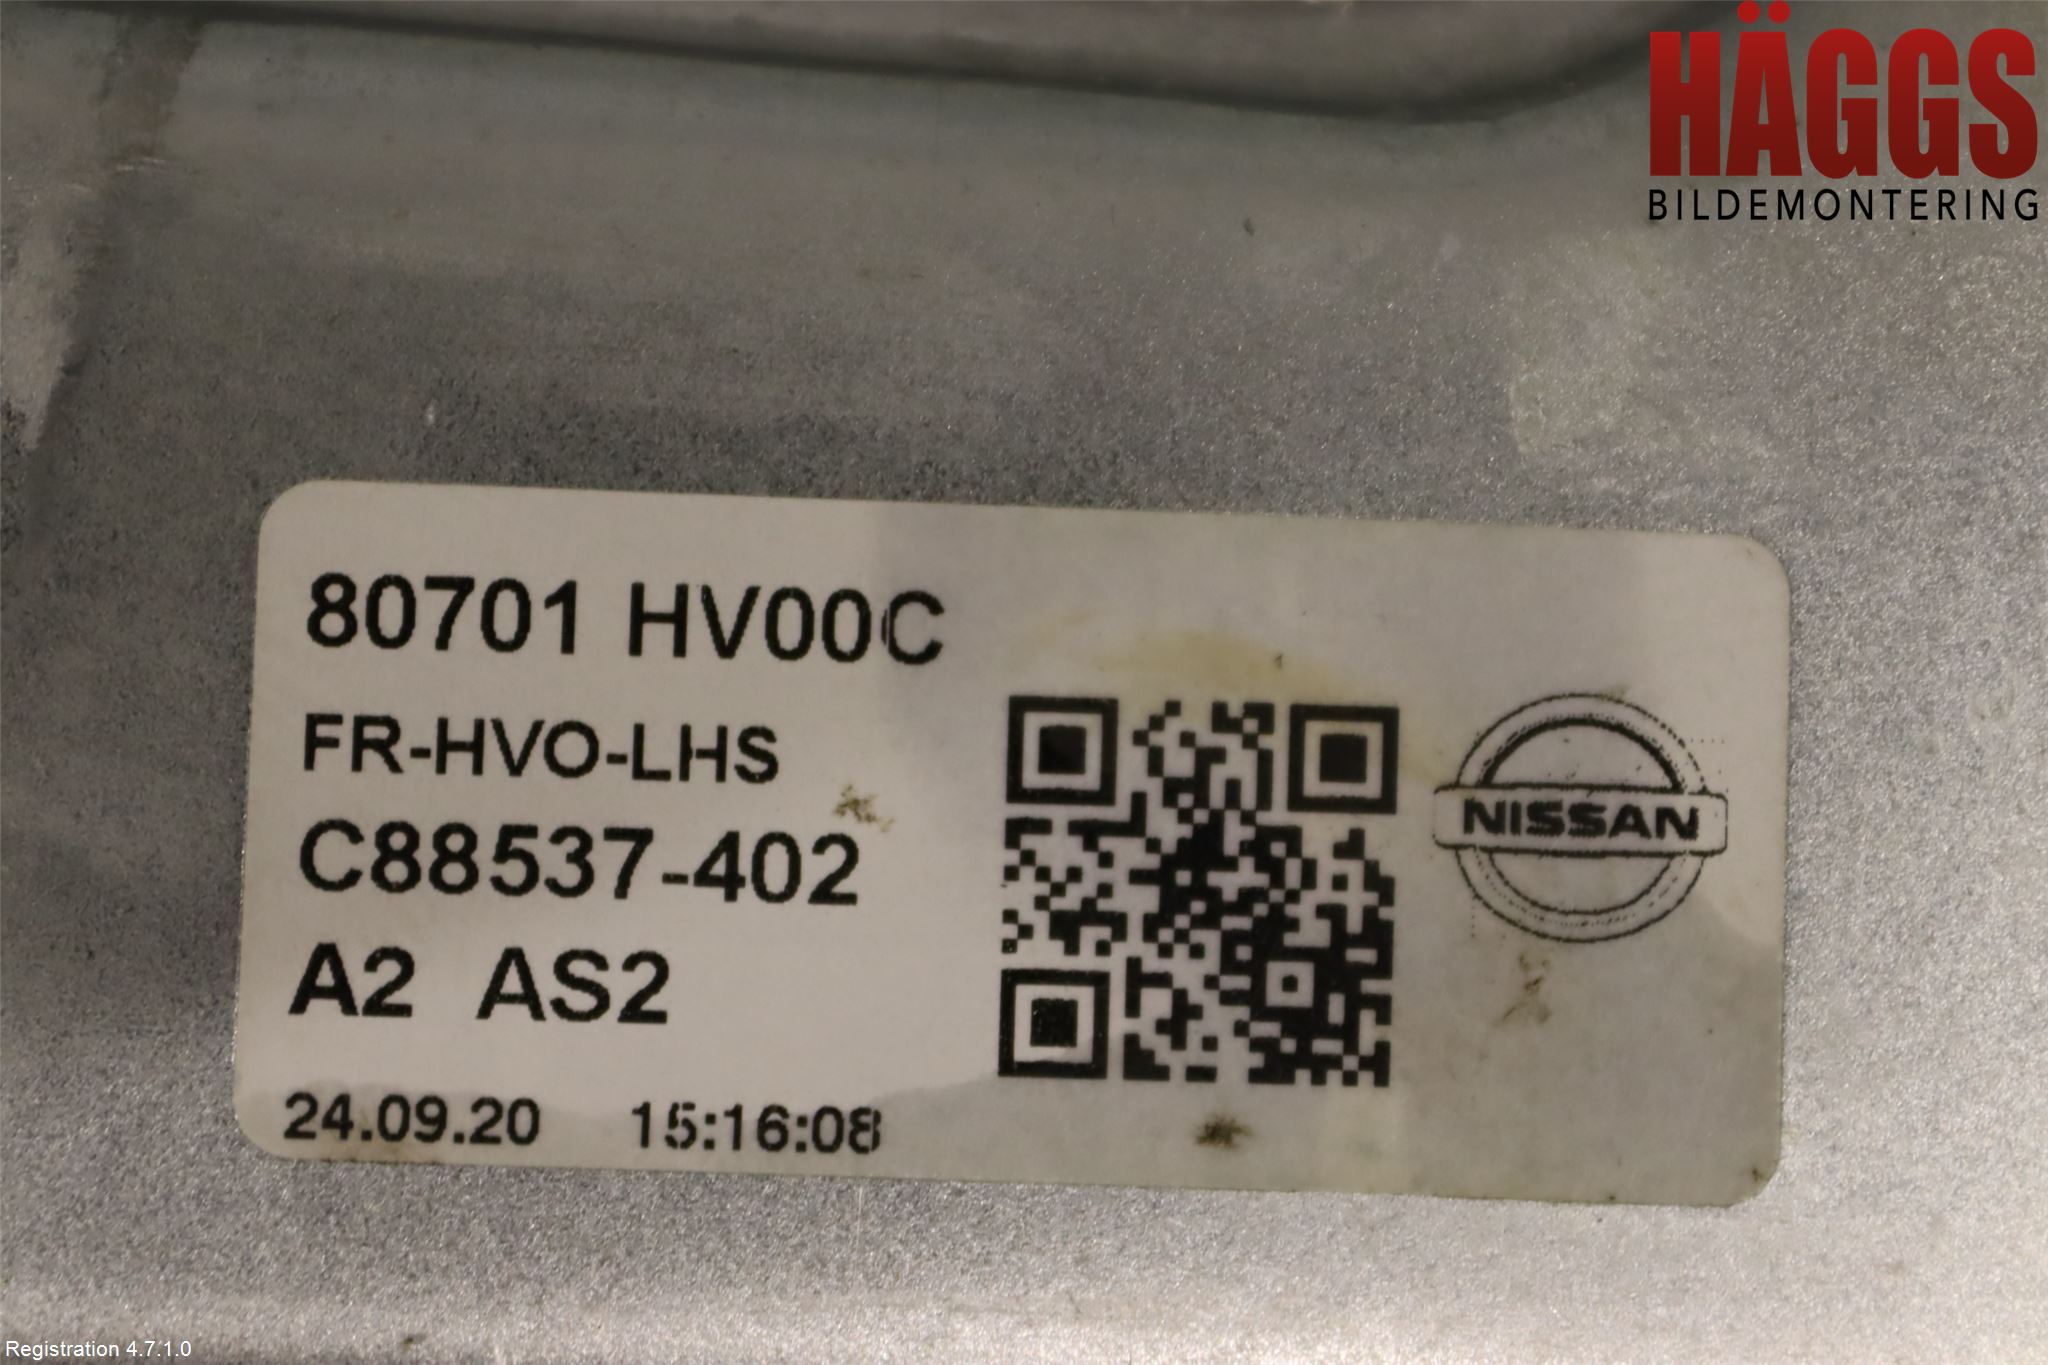 HÄGGS
BILDEMONTERING
80701 HV00C
FR-HVO-LHS
C88537-402
A2 AS2
24.09.20 15:16:08
NISSAN
Registration 4.7.1.0